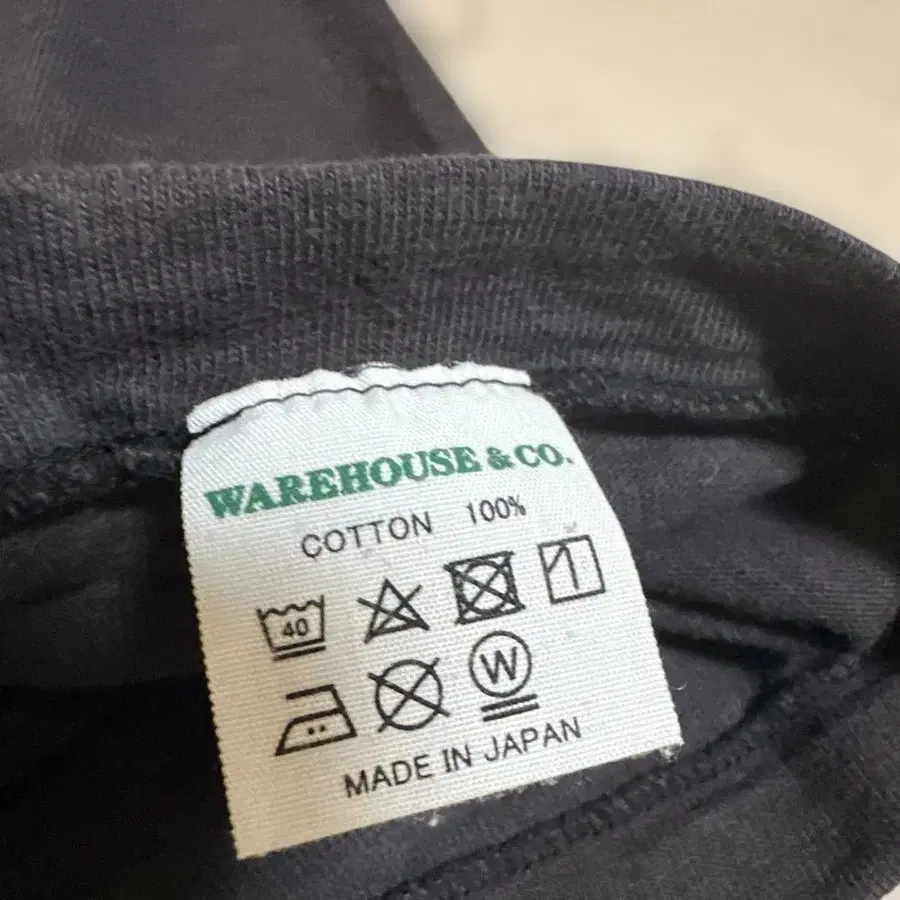 WAREHOUSE & CO.
COTTON 100%
40
W
MADE IN JAPAN